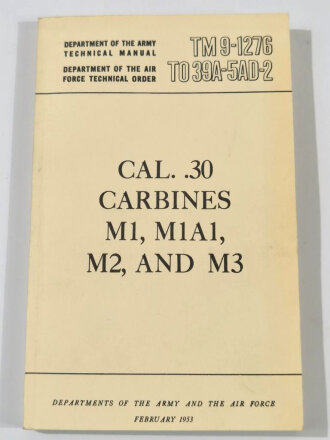 DEPARTMENT OF THE ARMY
TECHNICAL MANUAL
DEPARTMENT OF THE AIR
FORCE TECHNICAL ORDER
TM 9-1276
TO 39A-5AD-2
CAL. .30
CARBINES
M1, M1A1,
M2, AND M3
DEPARTMENTS OF THE ARMY AND THE AIR FORCE
FEBRUARY 1953